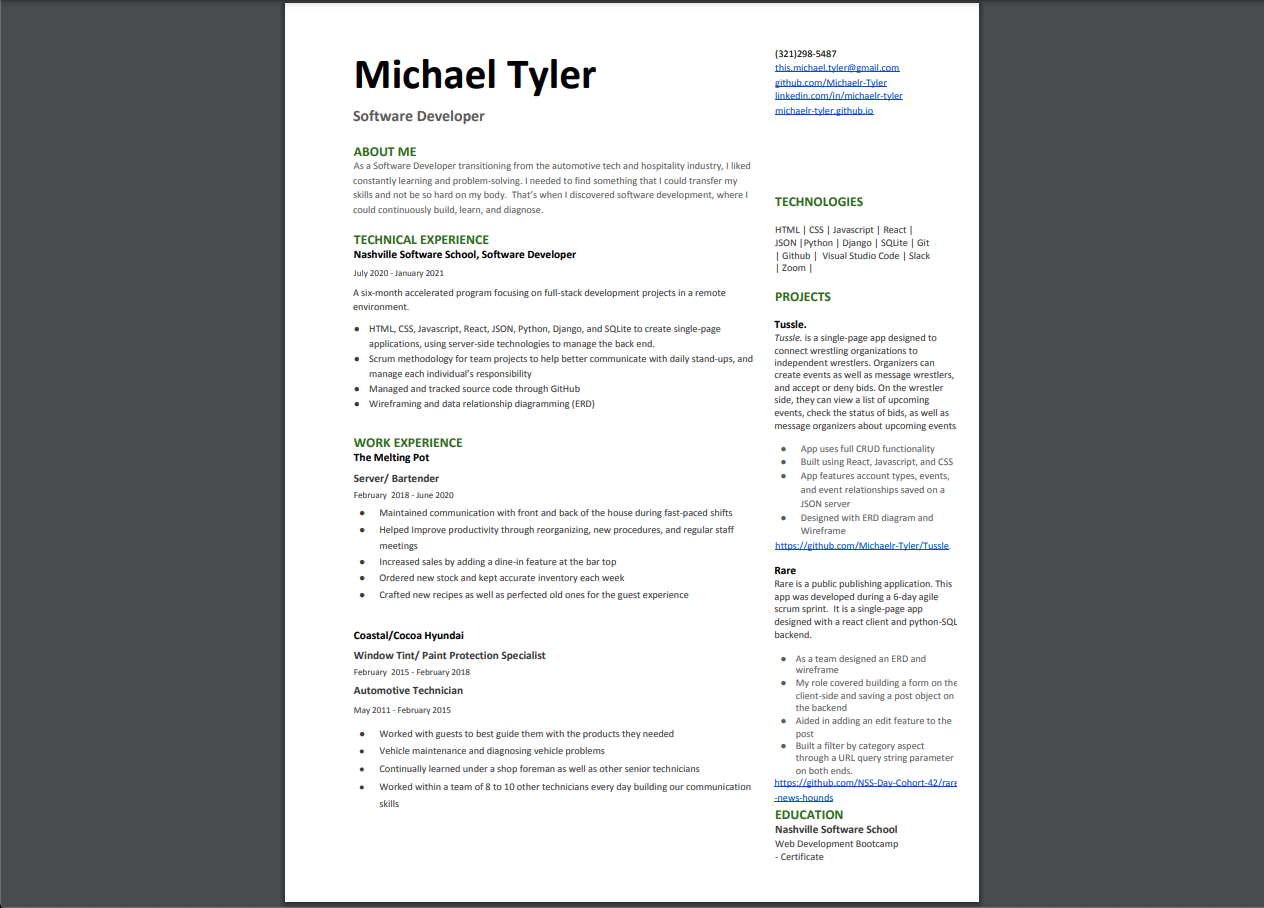 Michael Tyler
Software Developer
ABOUT ME
As a Software Developer transitioning from the automotive tech and hospitality industry, I liked
constantly learning and problem-solving. I needed to find something that I could transfer my
skills and not be so hard on my body.  That's when I discovered software development, where I
could continuously build, learn, and diagnose.
TECHNICAL EXPERIENCE
Nashville Software School, Software Developer
July 2020 - January 2021
A six-month accelerated program focusing on full-stack development projects in a remote
environment.
● HTML, CSS, Javascript, React, JSON, Python, Django, and SQLite to create single-page
applications, using server-side technologies to manage the back end.
● Scrum methodology for team projects to help better communicate with daily stand-ups, and
manage each individual's responsibility
● Managed and tracked source code through GitHub
● Wireframing and data relationship diagramming (ERD)
WORK EXPERIENCE
The Melting Pot
Server/ Bartender
February  2018 - June 2020
● Maintained communication with front and back of the house during fast-paced shifts
● Helped Improve productivity through reorganizing, new procedures, and regular staff
meetings
● Increased sales by adding a dine-in feature at the bar top
● Ordered new stock and kept accurate inventory each week
● Crafted new recipes as well as perfected old ones for the guest experience
Coastal/Cocoa Hyundai
Window Tint/ Paint Protection Specialist
February  2015 - February 2018
Automotive Technician
May 2011 - February 2015
● Worked with guests to best guide them with the products they needed
● Vehicle maintenance and diagnosing vehicle problems
● Continually learned under a shop foreman as well as other senior technicians
● Worked within a team of 8 to 10 other technicians every day building our communication
skills
(321)298-5487
this.michael.tyler@gmail.com
github.com/Michaelr-Tyler
linkedin.com/in/michaelr-tyler
michaelr-tyler.github.io
TECHNOLOGIES
HTML | CSS | Javascript | React |
JSON |Python | Django | SQLite | Git
| Github |  Visual Studio Code | Slack
| Zoom |
PROJECTS
Tussle.
Tussle. is a single-page app designed to
connect wrestling organizations to
independent wrestlers. Organizers can
create events as well as message wrestlers,
and accept or deny bids. On the wrestler
side, they can view a list of upcoming
events, check the status of bids, as well as
message organizers about upcoming events
● App uses full CRUD functionality
● Built using React, Javascript, and CSS
● App features account types, events,
and event relationships saved on a
JSON server
● Designed with ERD diagram and
Wireframe
https://github.com/Michaelr-Tyler/Tussle.
Rare
Rare is a public publishing application. This
app was developed during a 6-day agile
scrum sprint.  It is a single-page app
designed with a react client and python-SQL
backend.
● As a team designed an ERD and
wireframe
● My role covered building a form on the
client-side and saving a post object on
the backend
● Aided in adding an edit feature to the
post
● Built a filter by category aspect
through a URL query string parameter
on both ends.
https://github.com/NSS-Day-Cohort-42/rare
-news-hounds
EDUCATION
Nashville Software School
Web Development Bootcamp
- Certificate